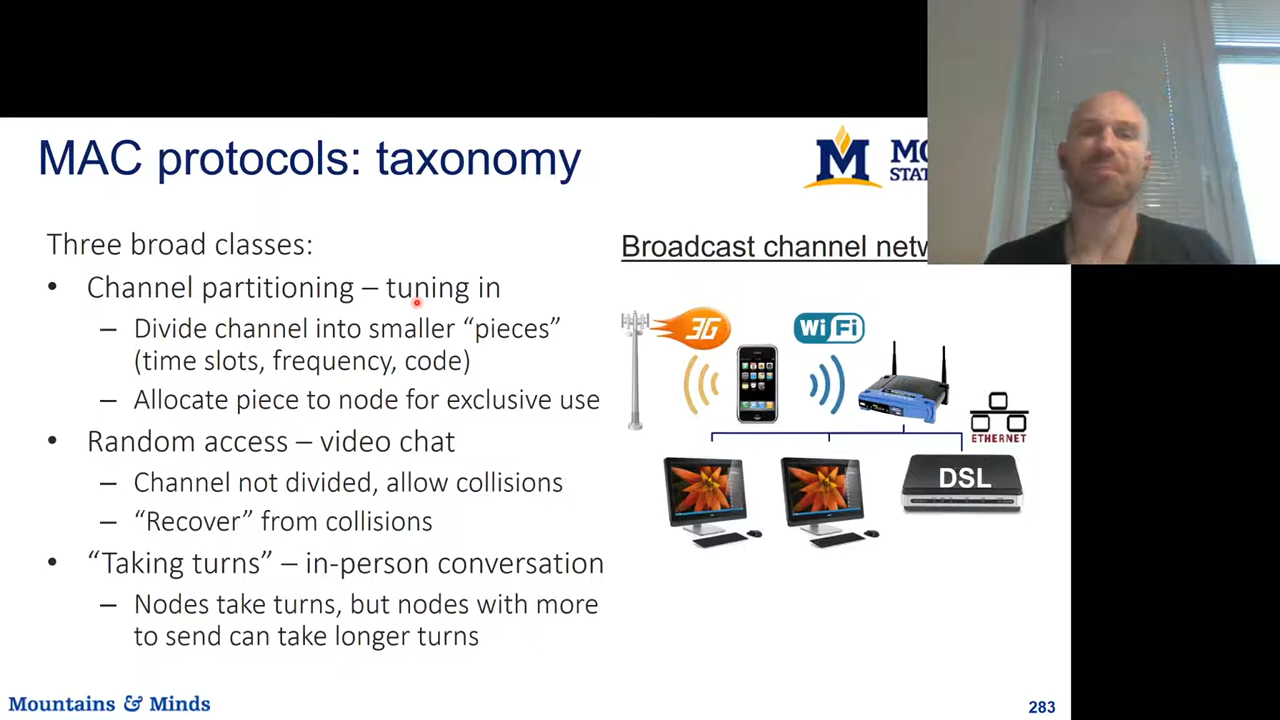 MAC protocols: taxonomy
M
STATE
Three broad classes:
• Channel partitioning – tuning in
– Divide channel into smaller “pieces”
(time slots, frequency, code)
– Allocate piece to node for exclusive use
• Random access – video chat
– Channel not divided, allow collisions
– “Recover” from collisions
• “Taking turns” – in-person conversation
– Nodes take turns, but nodes with more
to send can take longer turns
Broadcast channel
3G
WiFi
ETHERNET
DSL
Mountains & Minds
283